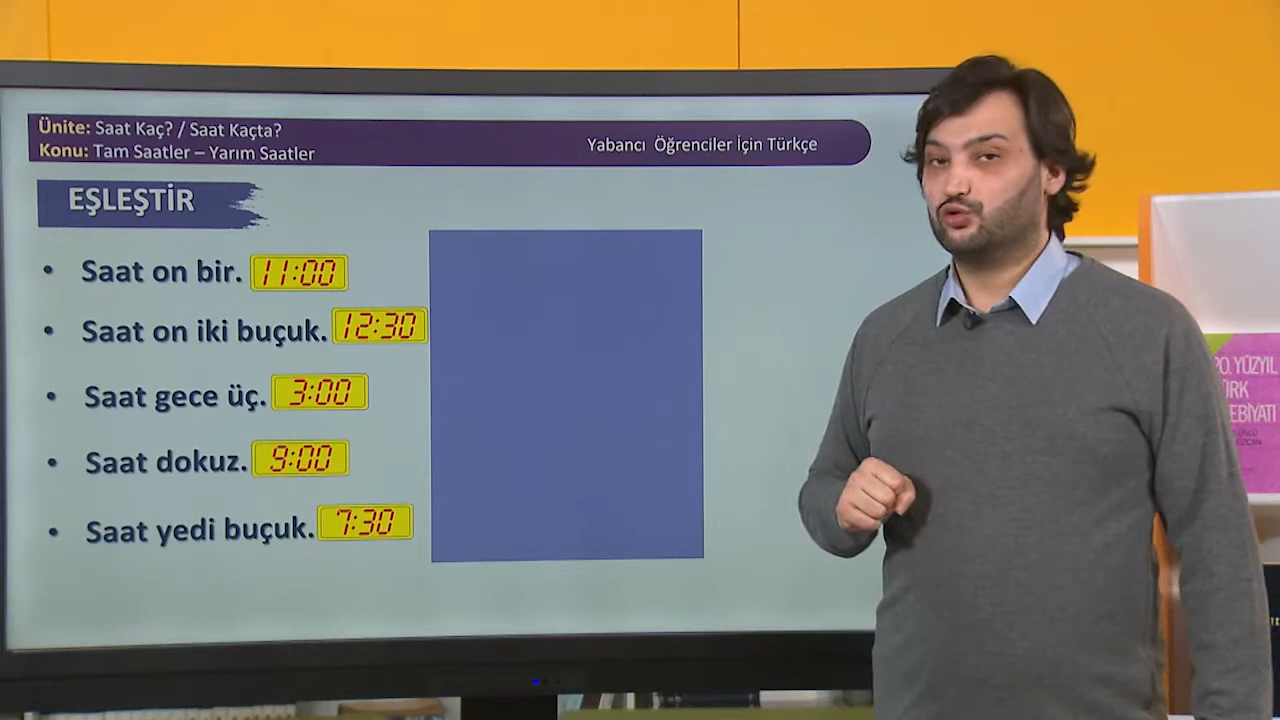 Ünite: Saat Kaç? / Saat Kaçta?
Konu: Tam Saatler – Yarım Saatler
Yabancı Öğrenciler İçin Türkçe
EŞLEŞTİR
• Saat on bir. 11:00
• Saat on iki buçuk. 12:30
• Saat gece üç. 3:00
• Saat dokuz. 9:00
• Saat yedi buçuk. 7:30
20. YÜZYIL